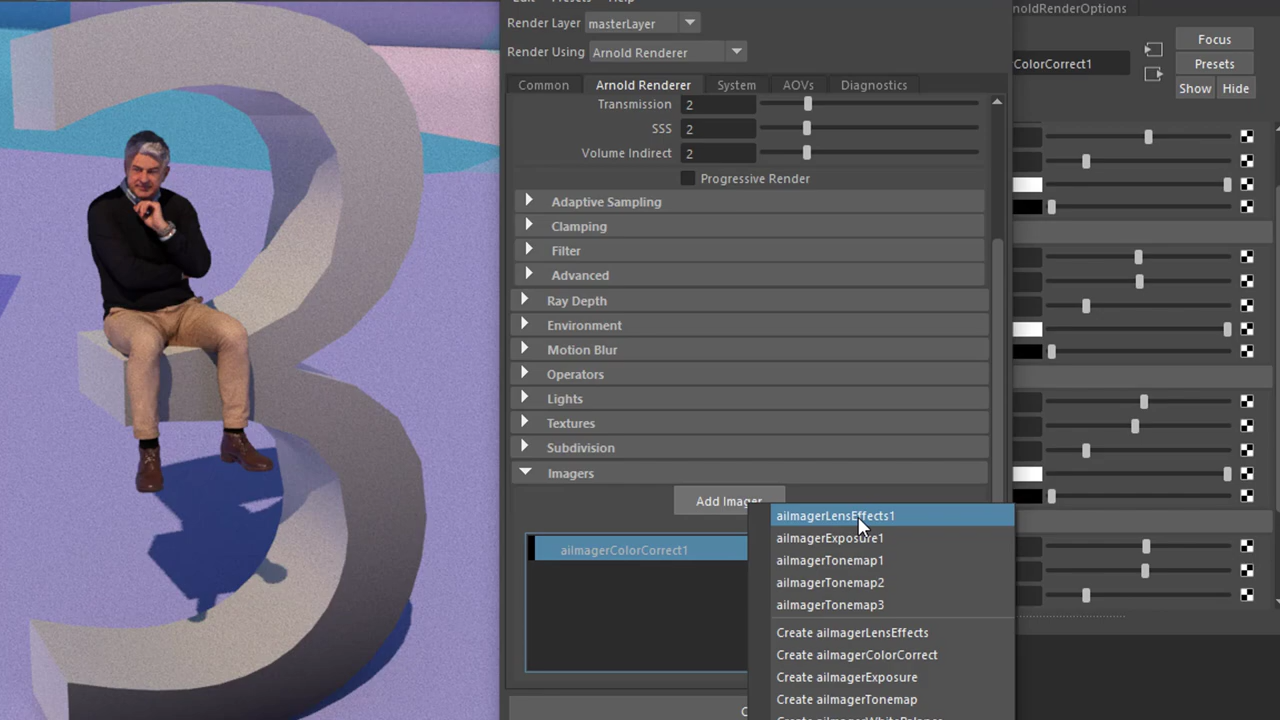 Render Layer masterLayer
Render Using Arnold Renderer
Common Arnold Renderer System AOVs Diagnostics
Transmission 2
SSS 2
Volume Indirect 2
Progressive Render
Adaptive Sampling
Clamping
Filter
Advanced
Ray Depth
Environment
Motion Blur
Operators
Lights
Textures
Subdivision
Imagers
Add Imager
aiImagerColorCorrect1
aiImagerLensEffects1
aiImagerExposure1
aiImagerTonemap1
aiImagerTonemap2
aiImagerTonemap3
Create aiImagerLensEffects
Create aiImagerColorCorrect
Create aiImagerExposure
Create aiImagerTonemap
noldRenderOptions
ColorCorrect1
Focus
Presets
Show Hide
3